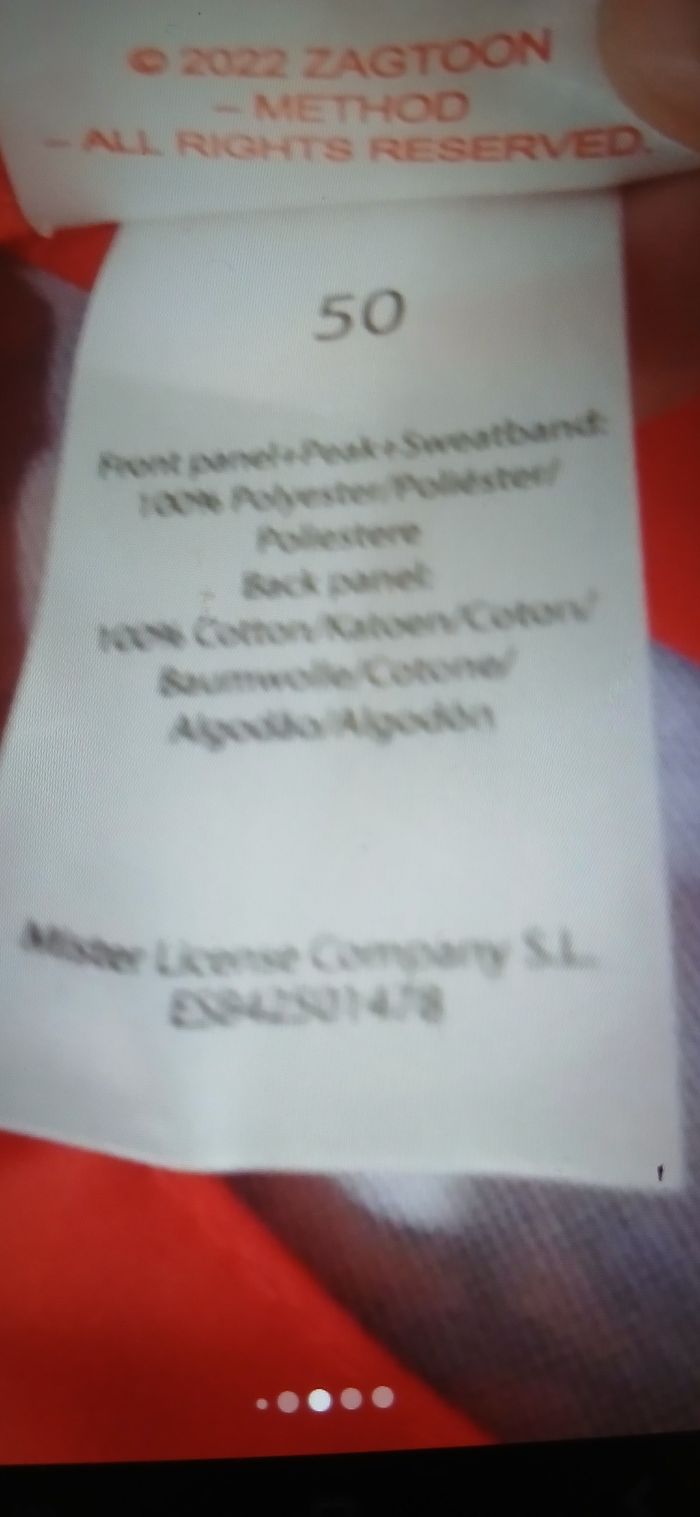 © 2022 ZAGTOON
– METHOD
– ALL RIGHTS RESERVED.
50
Front panel+Peak+Sweatband:
100% Polyester/Poliéster/
Poliestere
Back panel:
100% Cotton/Katoen/Coton/
Baumwolle/Cotone/
Algodão/Algodón
Mister License Company S.L.
ESB42501478